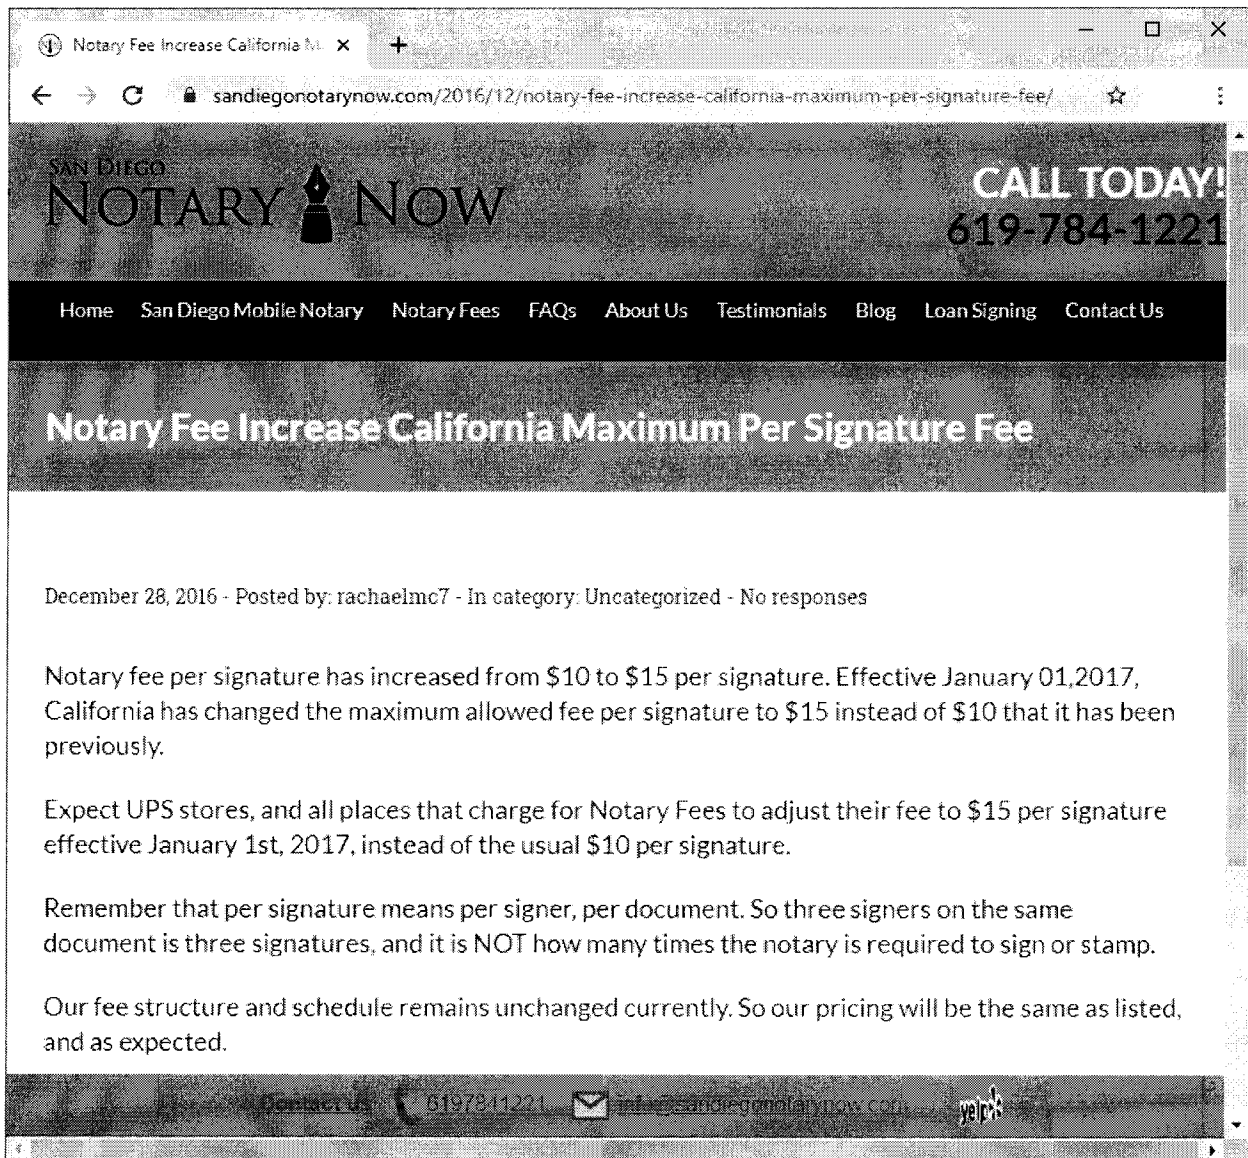 Notary Fee Increase California M
sandiegonotarynow.com/2016/12/notary-fee-increase-california-maximum-per-signature-fee/
SAN DIEGO
NOTARY NOW
CALL TODAY!
619-784-1221
Home San Diego Mobile Notary Notary Fees FAQs About Us Testimonials Blog Loan Signing Contact Us
Notary Fee Increase California Maximum Per Signature Fee
December 28, 2016 - Posted by: rachaelmc7 - In category: Uncategorized - No responses
Notary fee per signature has increased from $10 to $15 per signature. Effective January 01,2017,
California has changed the maximum allowed fee per signature to $15 instead of $10 that it has been
previously.
Expect UPS stores, and all places that charge for Notary Fees to adjust their fee to $15 per signature
effective January 1st, 2017, instead of the usual $10 per signature.
Remember that per signature means per signer, per document. So three signers on the same
document is three signatures, and it is NOT how many times the notary is required to sign or stamp.
Our fee structure and schedule remains unchanged currently. So our pricing will be the same as listed,
and as expected.
Contact us 6197841221 info@sandiegonotarynow.com yelp